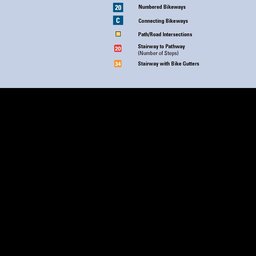 20 Numbered Bikeways
C Connecting Bikeways
Path/Road Intersections
20 Stairway to Pathway
(Number of Steps)
34 Stairway with Bike Gutters